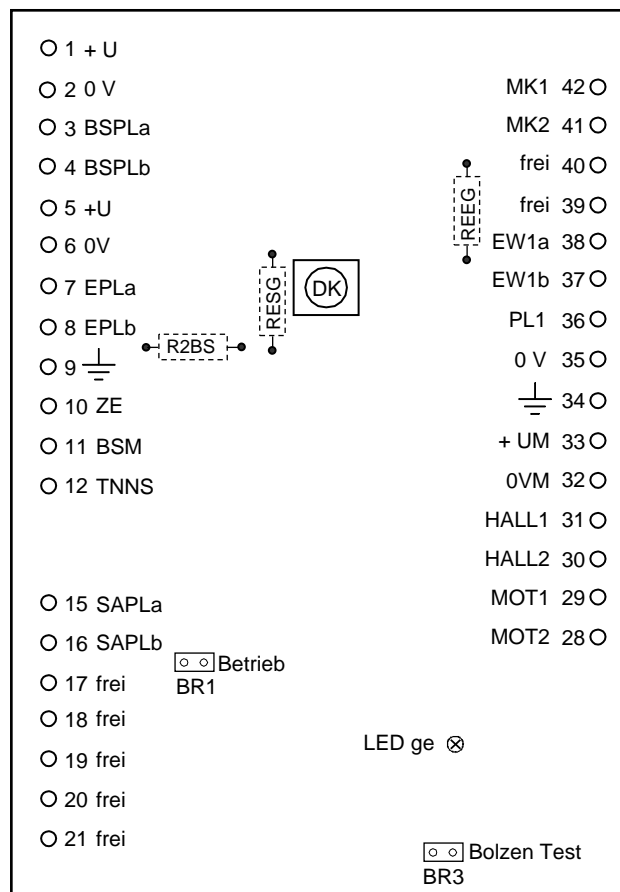 1 + U
2 0 V
3 BSPLa
4 BSPLb
5 +U
6 0V
7 EPLa
8 EPLb
9
10 ZE
11 BSM
12 TNNS
15 SAPLa
16 SAPLb
17 frei
18 frei
19 frei
20 frei
21 frei
R2BS
RESG
DK
REEG
Betrieb
BR1
MK1 42
MK2 41
frei 40
frei 39
EW1a 38
EW1b 37
PL1 36
0 V 35
34
+ UM 33
0VM 32
HALL1 31
HALL2 30
MOT1 29
MOT2 28
LED ge
Bolzen Test
BR3